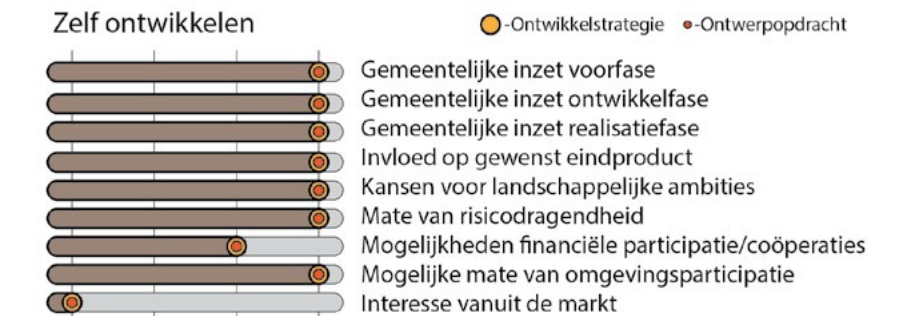 Zelf ontwikkelen
-Ontwikkelstrategie -Ontwerpopdracht
Gemeentelijke inzet voorfase
Gemeentelijke inzet ontwikkelfase
Gemeentelijke inzet realisatiefase
Invloed op gewenst eindproduct
Kansen voor landschappelijke ambities
Mate van risicodragendheid
Mogelijkheden financiële participatie/coöperaties
Mogelijke mate van omgevingsparticipatie
Interesse vanuit de markt